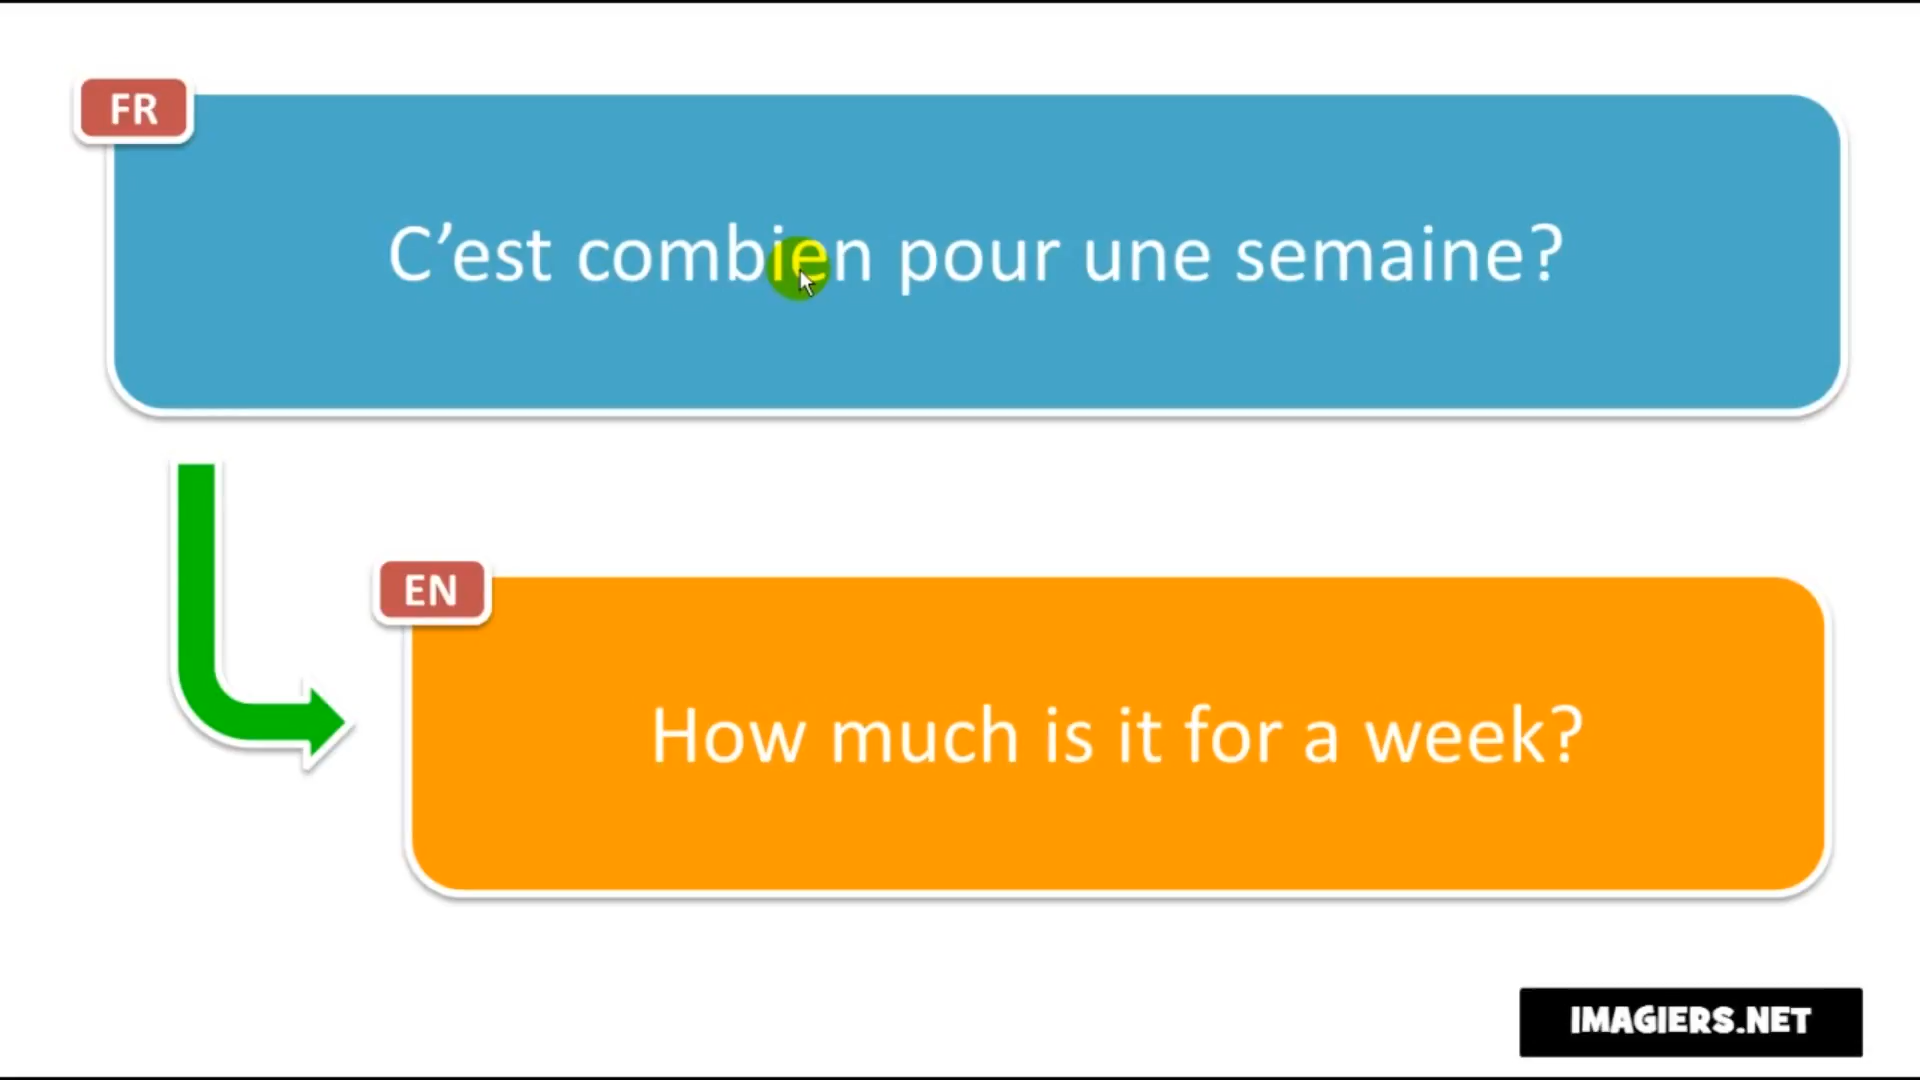 FR
C’est combien pour une semaine?
EN
How much is it for a week?
IMAGIERS.NET